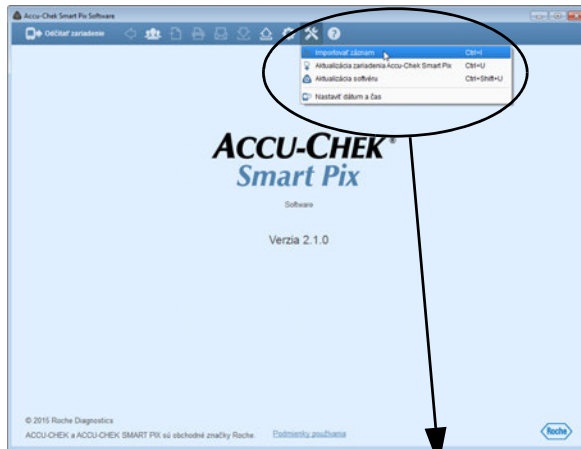 Accu-Chek Smart Pix Software
Odčítať zariadenie
Importovať záznam Ctrl+I
Aktualizácia zariadenia Accu-Chek Smart Pix Ctrl+U
Aktualizácia softvéru Ctrl+Shift+U
Nastaviť dátum a čas
ACCU-CHEK®
Smart Pix
Software
Verzia 2.1.0
© 2015 Roche Diagnostics
ACCU-CHEK a ACCU-CHEK SMART PIX sú obchodné značky Roche. Podmienky používania
Roche